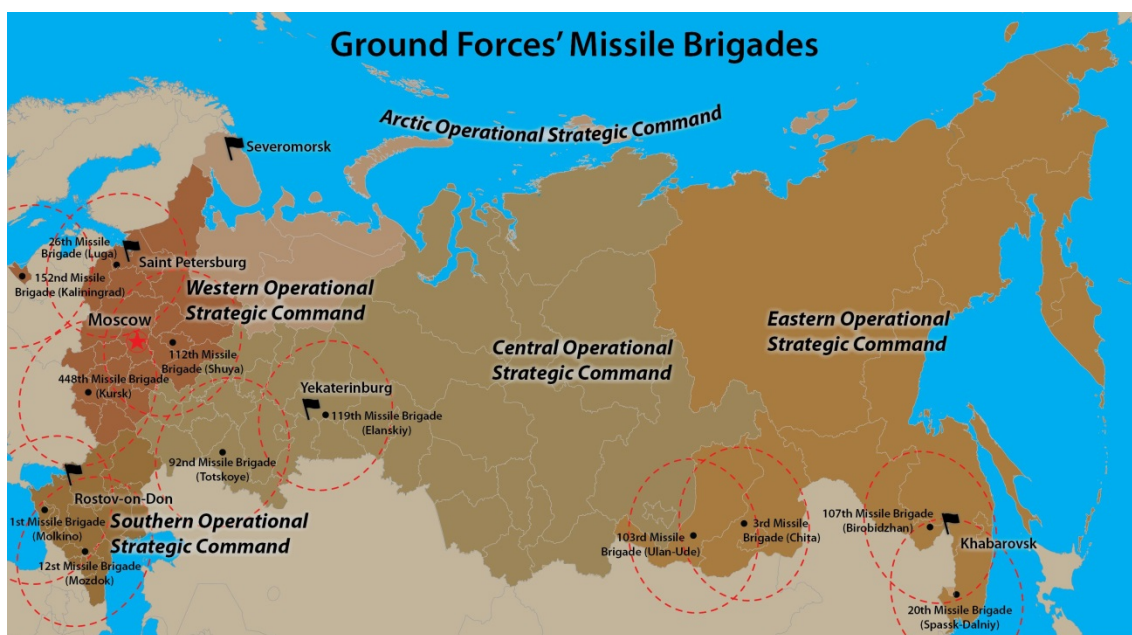 Ground Forces' Missile Brigades
Arctic Operational Strategic Command
Severomorsk
26th Missile
Brigade (Luga)
Saint Petersburg
152nd Missile
Brigade (Kaliningrad)
Western Operational
Strategic Command
Moscow
112th Missile
Brigade (Shuya)
448th Missile Brigade
(Kursk)
Central Operational
Strategic Command
Eastern Operational
Strategic Command
Yekaterinburg
119th Missile Brigade
(Elanskiy)
92nd Missile Brigade
(Totskoye)
Rostov-on-Don
1st Missile Brigade
(Molkino)
Southern Operational
Strategic Command
12st Missile Brigade
(Mozdok)
103rd Missile
Brigade (Ulan-Ude)
3rd Missile
Brigade (Chita)
107th Missile Brigade
(Birobidzhan)
Khabarovsk
20th Missile Brigade
(Spassk-Dalniy)